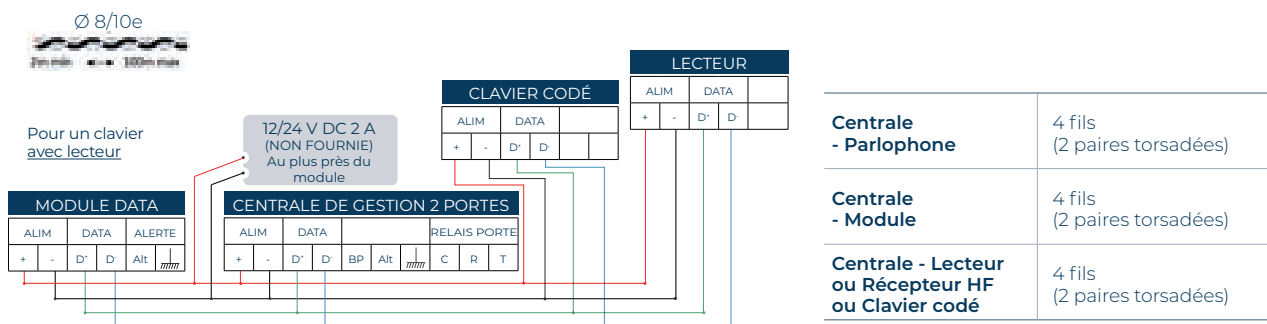 Ø 8/10e
2m min 100m max
Pour un clavier
avec lecteur
12/24 V DC 2 A
(NON FOURNIE)
Au plus près du
module
MODULE DATA
ALIM DATA ALERTE
+ - D+ D- Alt
CENTRALE DE GESTION 2 PORTES
ALIM DATA RELAIS PORTE
+ - D+ D- BP Alt C R T
CLAVIER CODÉ
ALIM DATA
+ - D+ D-
LECTEUR
ALIM DATA
+ - D+ D-
Centrale
- Parlophone
4 fils
(2 paires torsadées)
Centrale
- Module
4 fils
(2 paires torsadées)
Centrale - Lecteur
ou Récepteur HF
ou Clavier codé
4 fils
(2 paires torsadées)